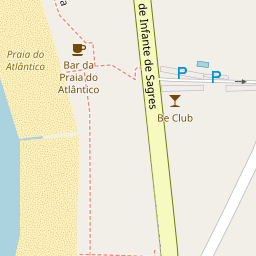 Praia do
Atlântico
Bar da
Praia do
Atlântico
de Infante de Sagres
P
P
Be Club
a